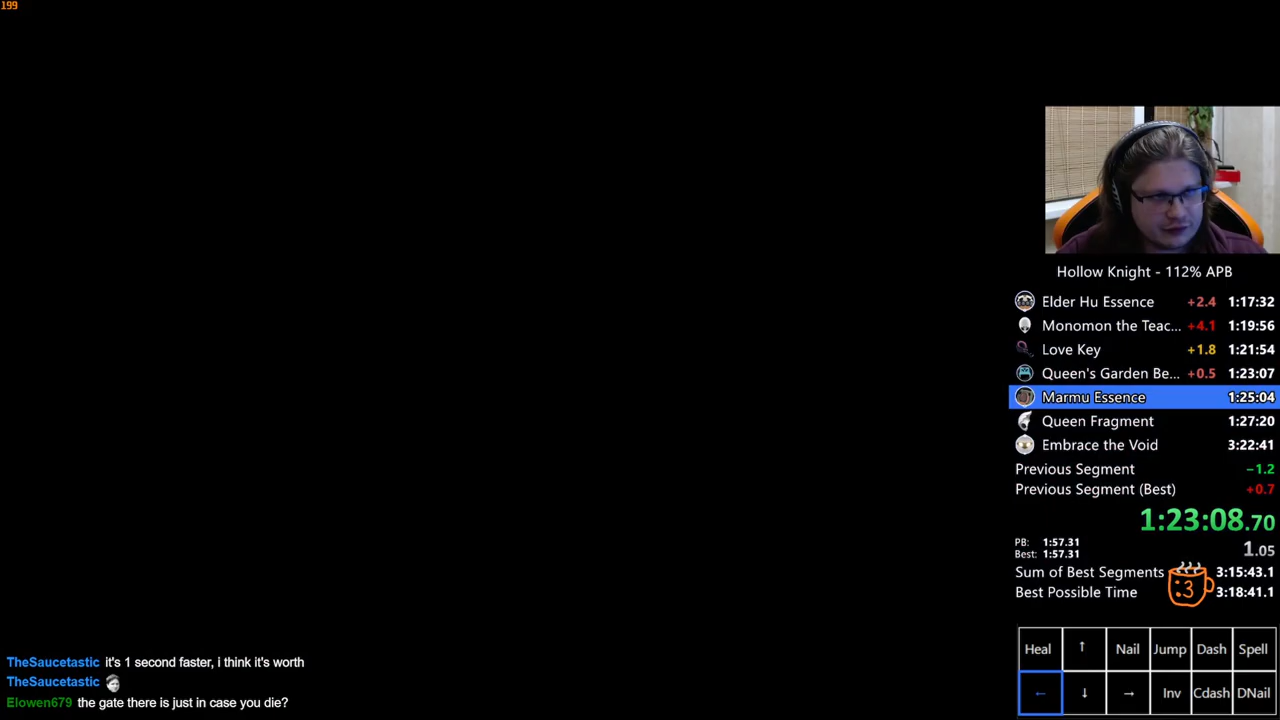 199
Hollow Knight - 112% APB
Elder Hu Essence +2.4 1:17:32
Monomon the Teac... +4.1 1:19:56
Love Key +1.8 1:21:54
Queen's Garden Be... +0.5 1:23:07
Marmu Essence 1:25:04
Queen Fragment 1:27:20
Embrace the Void 3:22:41
Previous Segment −1.2
Previous Segment (Best) +0.7
1:23:08.70
PB: 1:57.31
1.05
Best: 1:57.31
Sum of Best Segments 3:15:43.1
Best Possible Time 3:18:41.1
:3
Heal ↑ Nail Jump Dash Spell
← ↓ → Inv Cdash DNail
TheSaucetastic it's 1 second faster, i think it's worth
TheSaucetastic
Elowen679 the gate there is just in case you die?